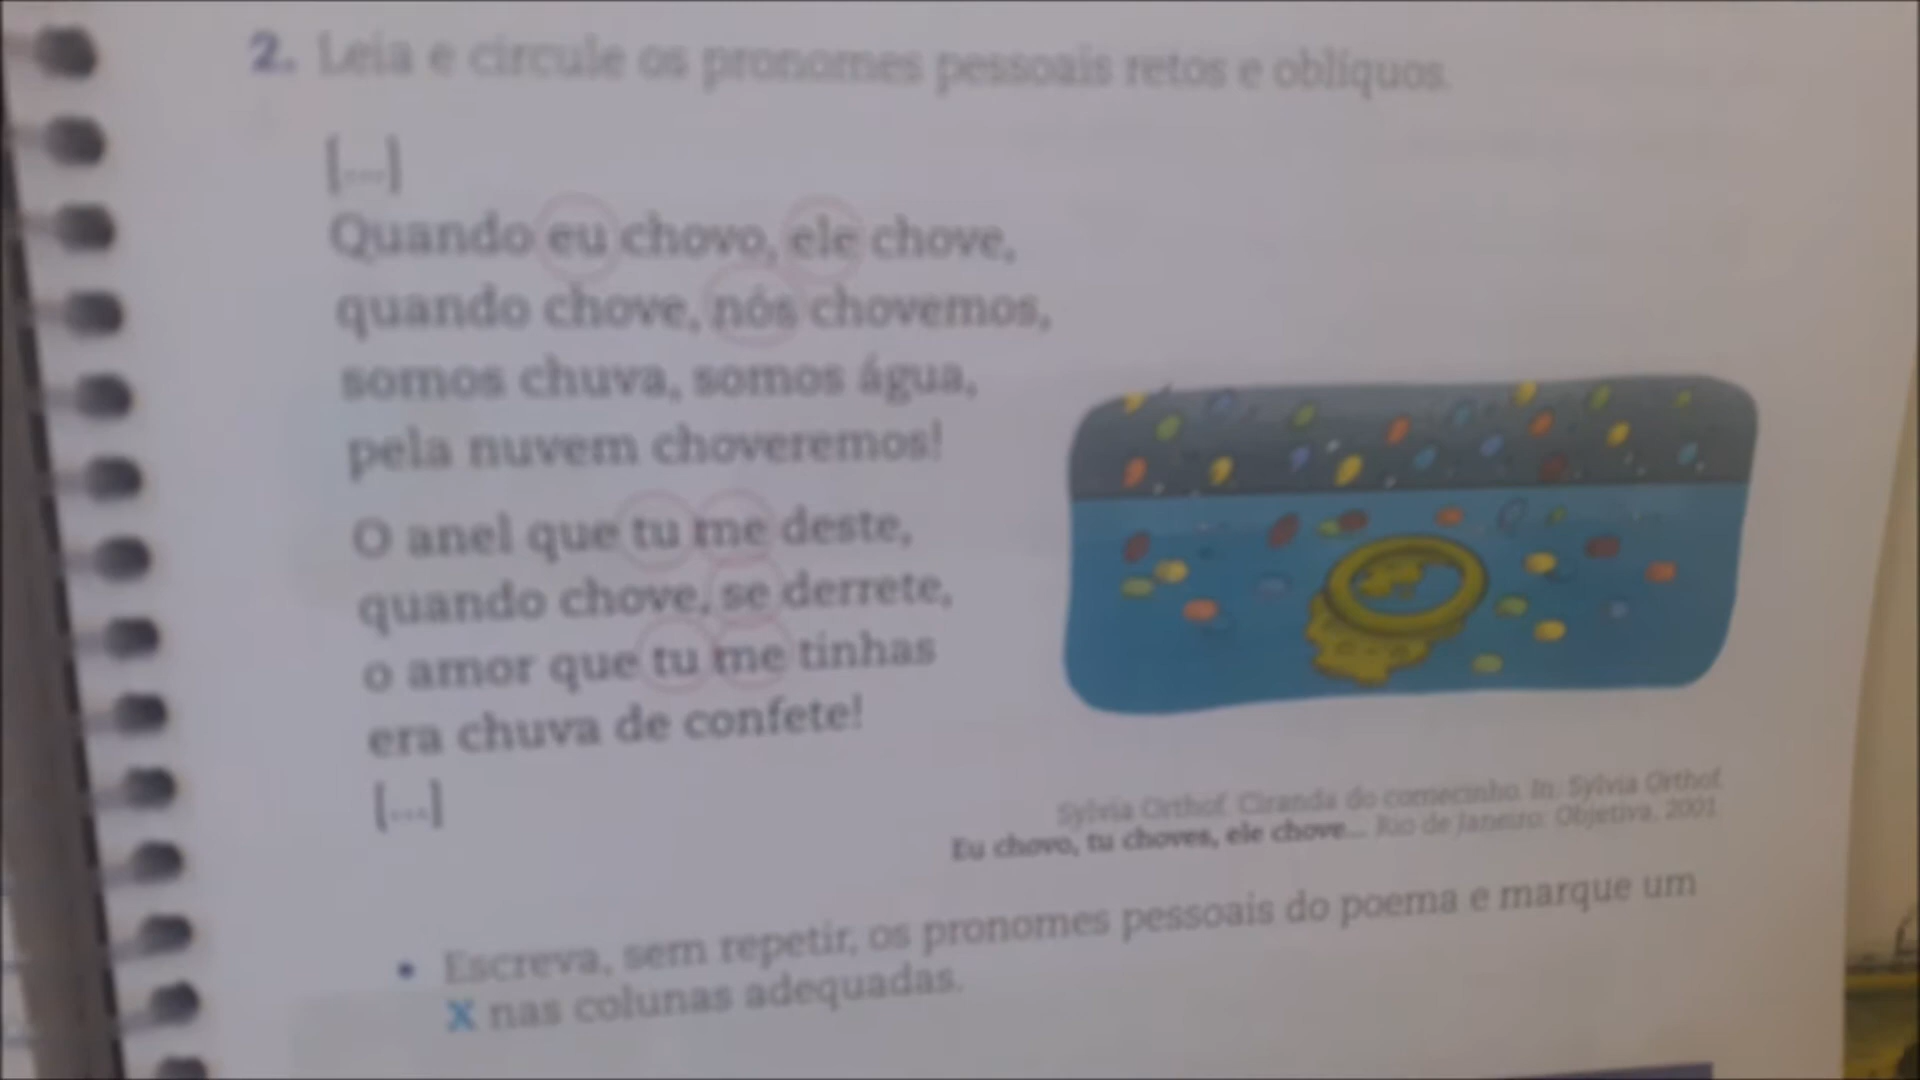 2. Leia e circule os pronomes pessoais retos e oblíquos.
[...]
Quando eu chovo, ele chove,
quando chove, nós chovemos,
somos chuva, somos água,
pela nuvem choveremos!
O anel que tu me deste,
quando chove, se derrete,
o amor que tu me tinhas
era chuva de confete!
[...]
Sylvia Orthof. Ciranda do comecinho. In: Sylvia Orthof.
Eu chovo, tu choves, ele chove... Rio de Janeiro: Objetiva, 2001.
• Escreva, sem repetir, os pronomes pessoais do poema e marque um
X nas colunas adequadas.